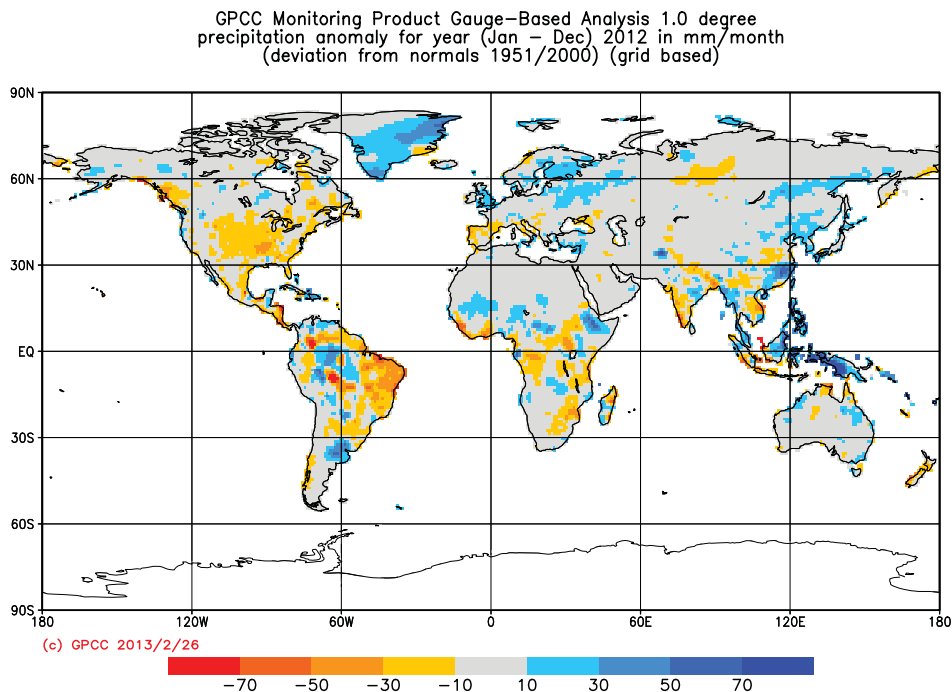 GPCC Monitoring Product Gauge-Based Analysis 1.0 degree
precipitation anomaly for year (Jan - Dec) 2012 in mm/month
(deviation from normals 1951/2000) (grid based)
90N
60N
30N
EQ
30S
60S
90S
180 120W 60W 0 60E 120E 180
(c) GPCC 2013/2/26
-70 -50 -30 -10 10 30 50 70